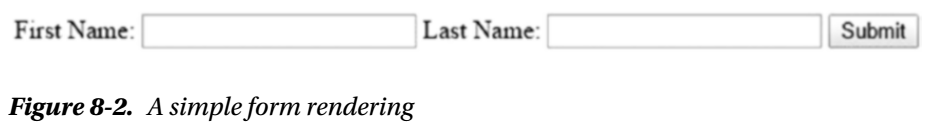 First Name: Last Name: Submit
Figure 8-2. A simple form rendering